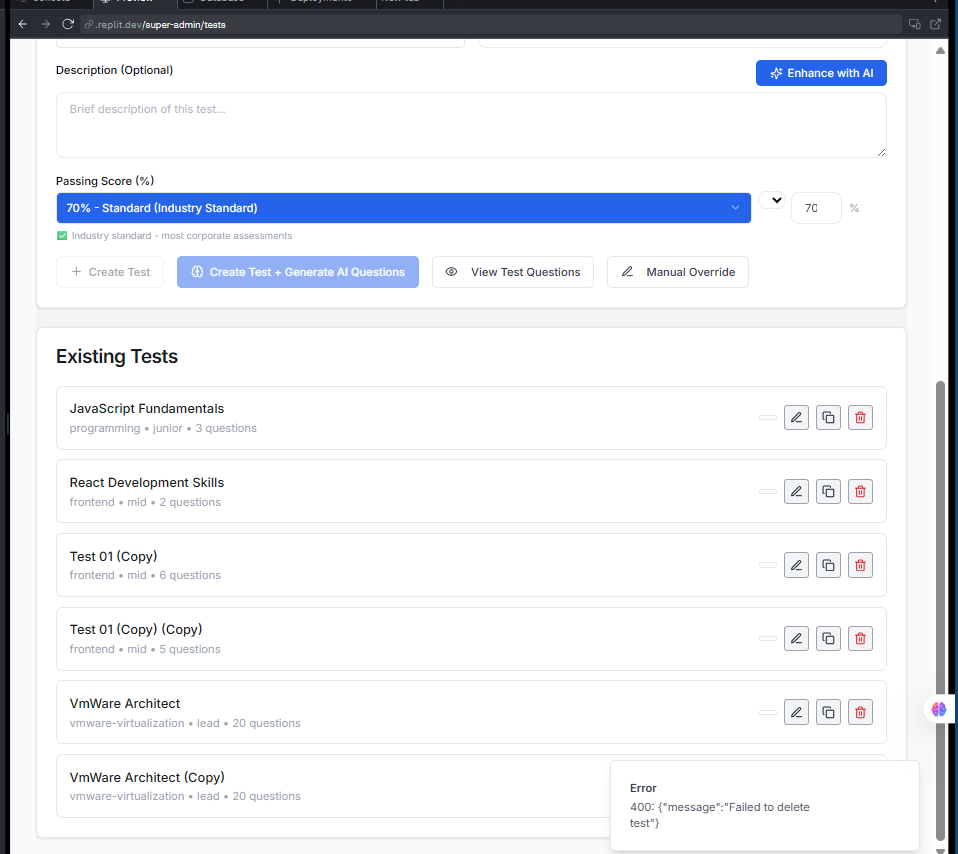 .replit.dev/super-admin/tests
Description (Optional)
Enhance with AI
Brief description of this test...
Passing Score (%)
70% - Standard (Industry Standard)
70
%
Industry standard - most corporate assessments
Create Test
Create Test + Generate AI Questions
View Test Questions
Manual Override
Existing Tests
JavaScript Fundamentals
programming • junior • 3 questions
React Development Skills
frontend • mid • 2 questions
Test 01 (Copy)
frontend • mid • 6 questions
Test 01 (Copy) (Copy)
frontend • mid • 5 questions
VmWare Architect
vmware-virtualization • lead • 20 questions
VmWare Architect (Copy)
vmware-virtualization • lead • 20 questions
Error
400: {"message":"Failed to delete
test"}